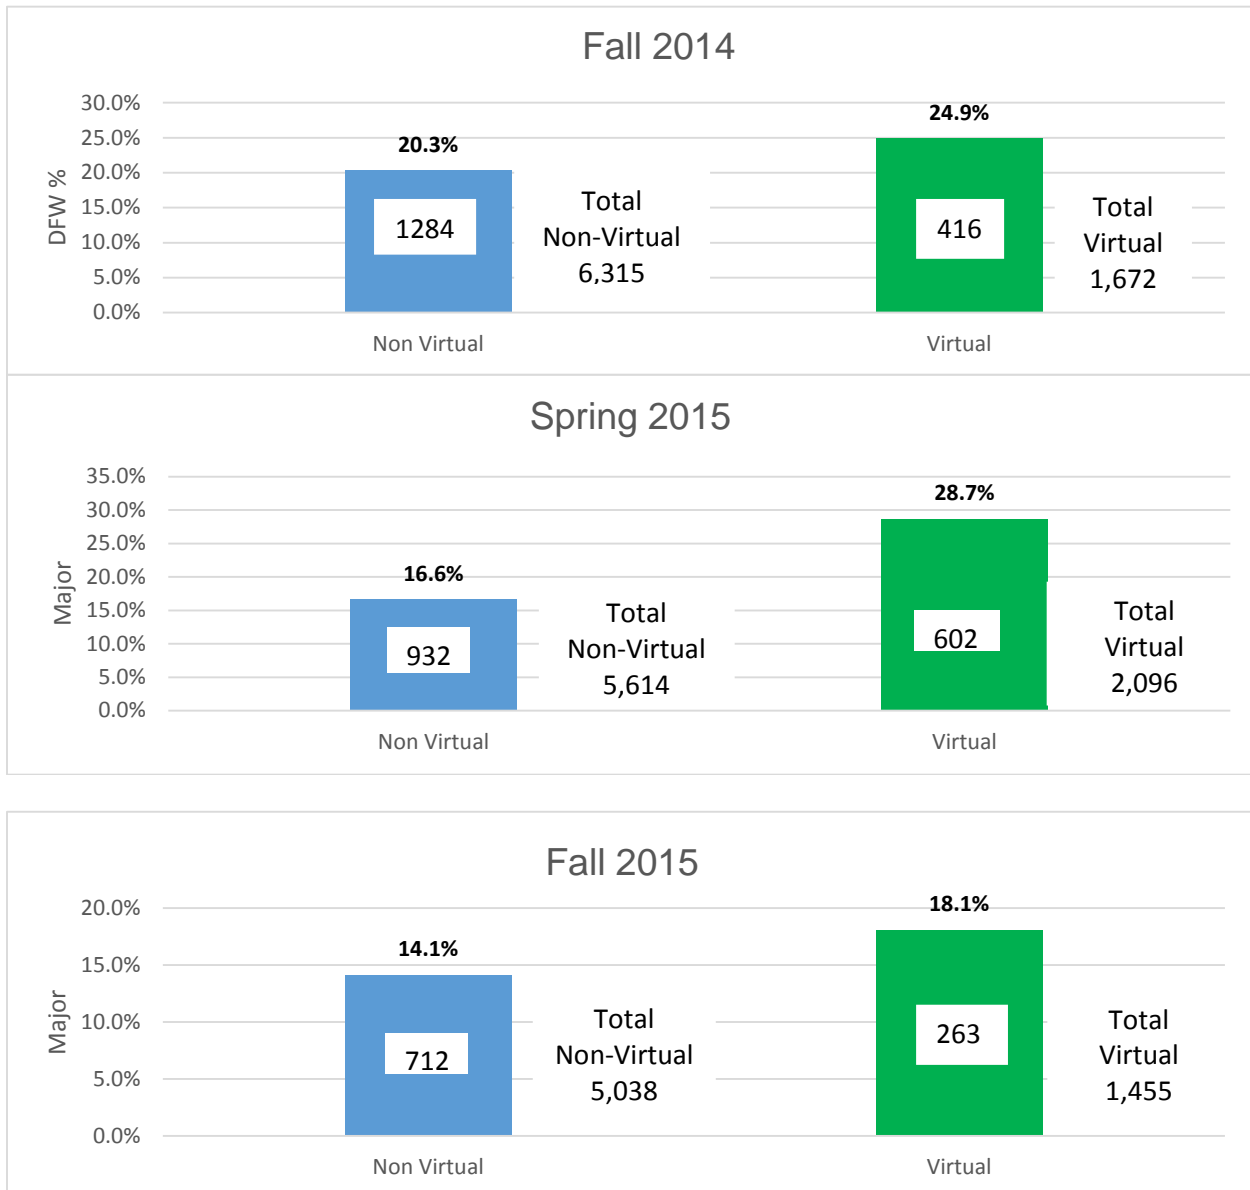 Fall 2014
DFW %
30.0%
25.0%
20.0%
15.0%
10.0%
5.0%
0.0%
20.3%
1284
Total
Non-Virtual
6,315
24.9%
416
Total
Virtual
1,672
Non Virtual
Virtual
Spring 2015
Major
35.0%
30.0%
25.0%
20.0%
15.0%
10.0%
5.0%
0.0%
16.6%
932
Total
Non-Virtual
5,614
28.7%
602
Total
Virtual
2,096
Non Virtual
Virtual
Fall 2015
Major
20.0%
15.0%
10.0%
5.0%
0.0%
14.1%
712
Total
Non-Virtual
5,038
18.1%
263
Total
Virtual
1,455
Non Virtual
Virtual